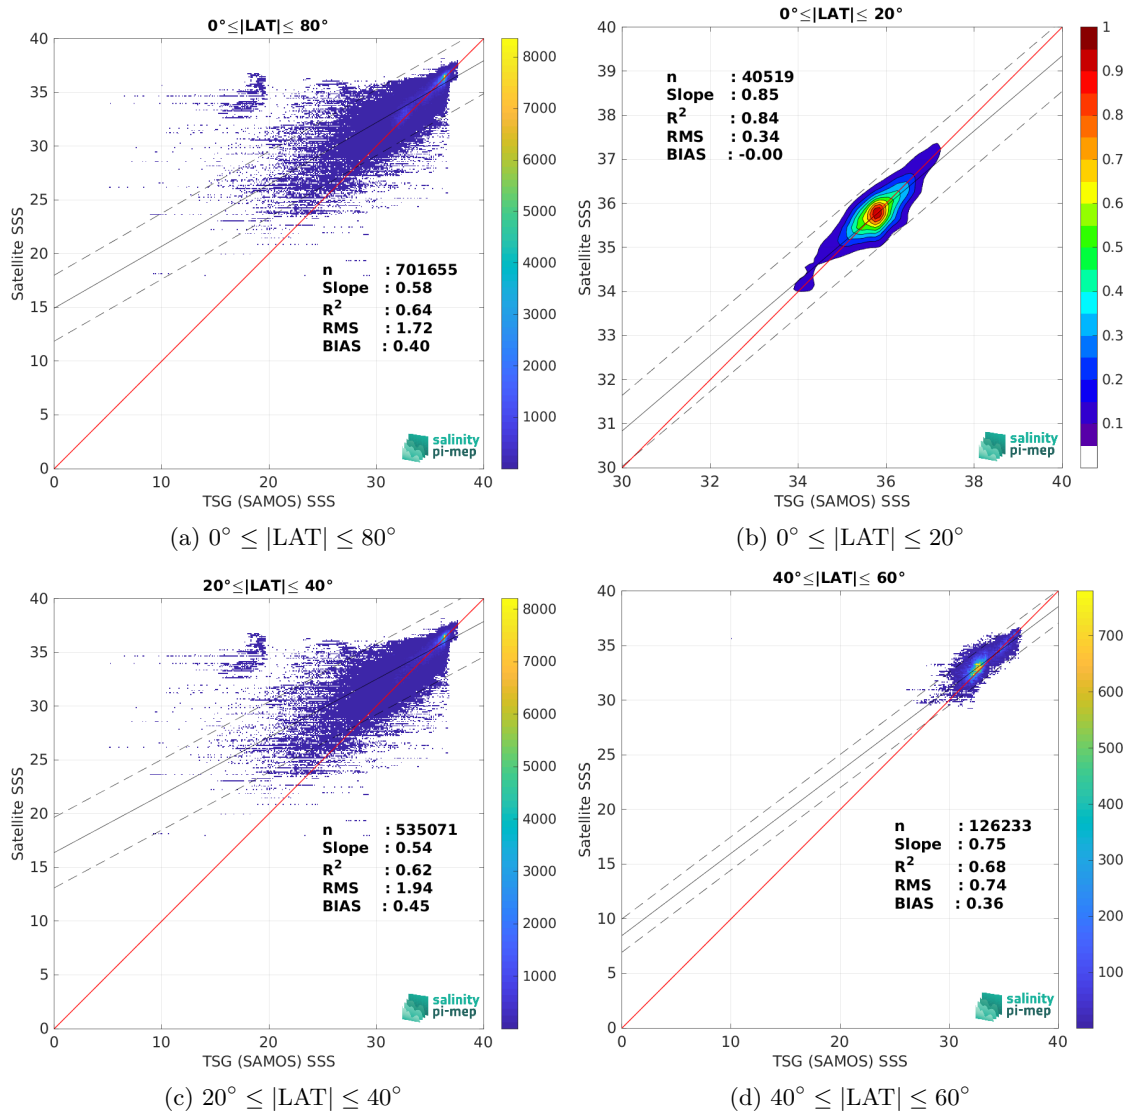 0°≤|LAT|≤ 80°
40
35
30
25
20
15
10
5
0
Satellite SSS
n : 701655
Slope : 0.58
R2 : 0.64
RMS : 1.72
BIAS : 0.40
salinity
pi-mep
0 10 20 30 40
TSG (SAMOS) SSS
8000
7000
6000
5000
4000
3000
2000
1000
(a) 0° ≤ |LAT| ≤ 80°
0°≤|LAT|≤ 20°
40
39
38
37
36
35
34
33
32
31
30
Satellite SSS
n : 40519
Slope : 0.85
R2 : 0.84
RMS : 0.34
BIAS : -0.00
salinity
pi-mep
30 32 34 36 38 40
TSG (SAMOS) SSS
1
0.9
0.8
0.7
0.6
0.5
0.4
0.3
0.2
0.1
(b) 0° ≤ |LAT| ≤ 20°
20°≤|LAT|≤ 40°
40
35
30
25
20
15
10
5
0
Satellite SSS
n : 535071
Slope : 0.54
R2 : 0.62
RMS : 1.94
BIAS : 0.45
salinity
pi-mep
0 10 20 30 40
TSG (SAMOS) SSS
8000
7000
6000
5000
4000
3000
2000
1000
(c) 20° ≤ |LAT| ≤ 40°
40°≤|LAT|≤ 60°
40
35
30
25
20
15
10
5
0
Satellite SSS
n : 126233
Slope : 0.75
R2 : 0.68
RMS : 0.74
BIAS : 0.36
salinity
pi-mep
0 10 20 30 40
TSG (SAMOS) SSS
700
600
500
400
300
200
100
(d) 40° ≤ |LAT| ≤ 60°